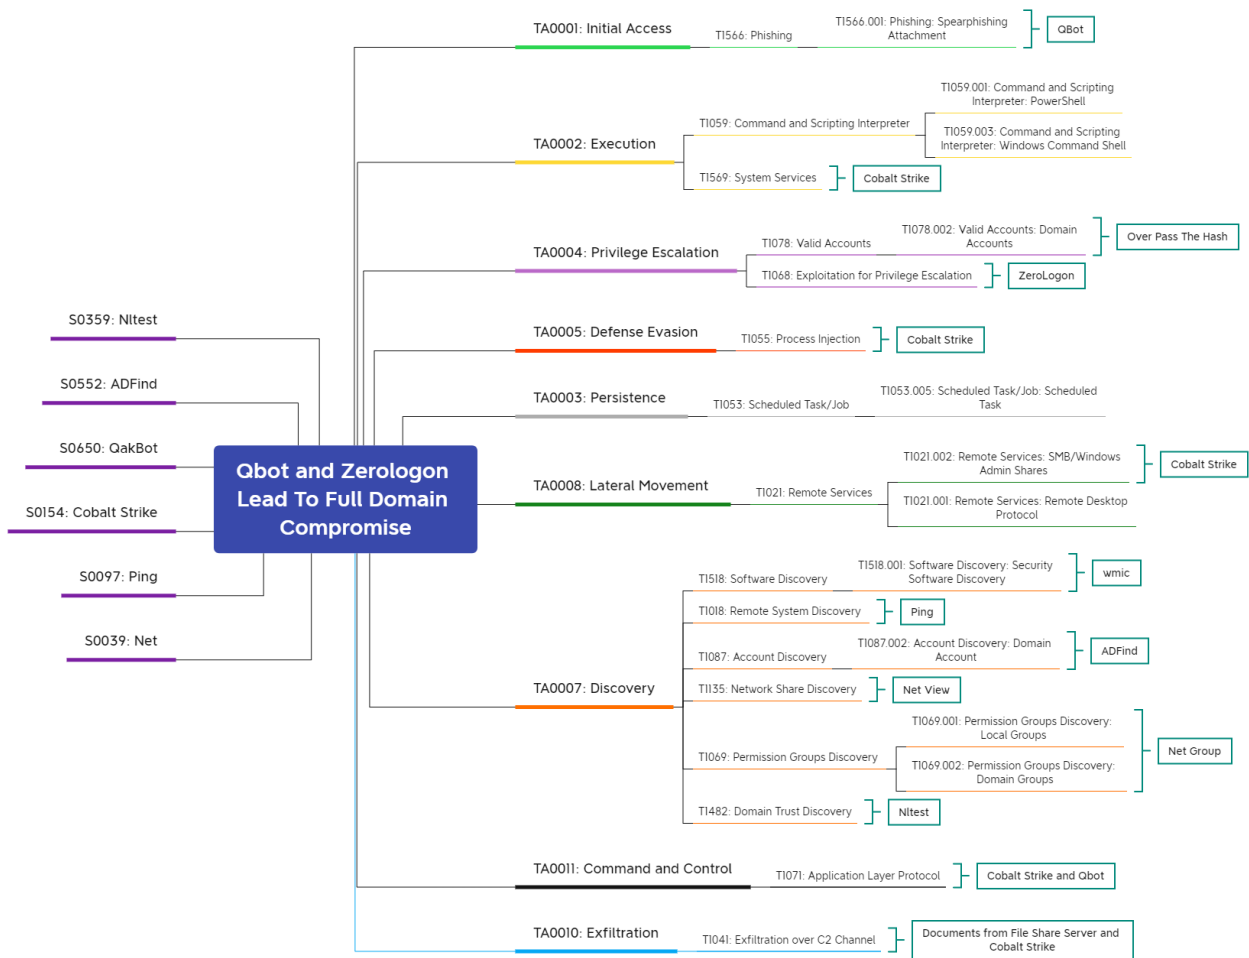 TA0001: Initial Access
T1566: Phishing
T1566.001: Phishing: Spearphishing
Attachment
QBot
TA0002: Execution
T1059: Command and Scripting Interpreter
T1059.001: Command and Scripting
Interpreter: PowerShell
T1059.003: Command and Scripting
Interpreter: Windows Command Shell
T1569: System Services
Cobalt Strike
TA0004: Privilege Escalation
T1078: Valid Accounts
T1078.002: Valid Accounts: Domain
Accounts
Over Pass The Hash
T1068: Exploitation for Privilege Escalation
ZeroLogon
TA0005: Defense Evasion
T1055: Process Injection
Cobalt Strike
TA0003: Persistence
T1053: Scheduled Task/Job
T1053.005: Scheduled Task/Job: Scheduled
Task
S0359: Nltest
S0552: ADFind
S0650: QakBot
S0154: Cobalt Strike
S0097: Ping
S0039: Net
Qbot and Zerologon
Lead To Full Domain
Compromise
TA0008: Lateral Movement
T1021: Remote Services
T1021.002: Remote Services: SMB/Windows
Admin Shares
Cobalt Strike
T1021.001: Remote Services: Remote Desktop
Protocol
TA0007: Discovery
T1518: Software Discovery
T1518.001: Software Discovery: Security
Software Discovery
wmic
T1018: Remote System Discovery
Ping
T1087: Account Discovery
T1087.002: Account Discovery: Domain
Account
ADFind
T1135: Network Share Discovery
Net View
T1069: Permission Groups Discovery
T1069.001: Permission Groups Discovery:
Local Groups
T1069.002: Permission Groups Discovery:
Domain Groups
Net Group
T1482: Domain Trust Discovery
Nltest
TA0011: Command and Control
T1071: Application Layer Protocol
Cobalt Strike and Qbot
TA0010: Exfiltration
T1041: Exfiltration over C2 Channel
Documents from File Share Server and
Cobalt Strike